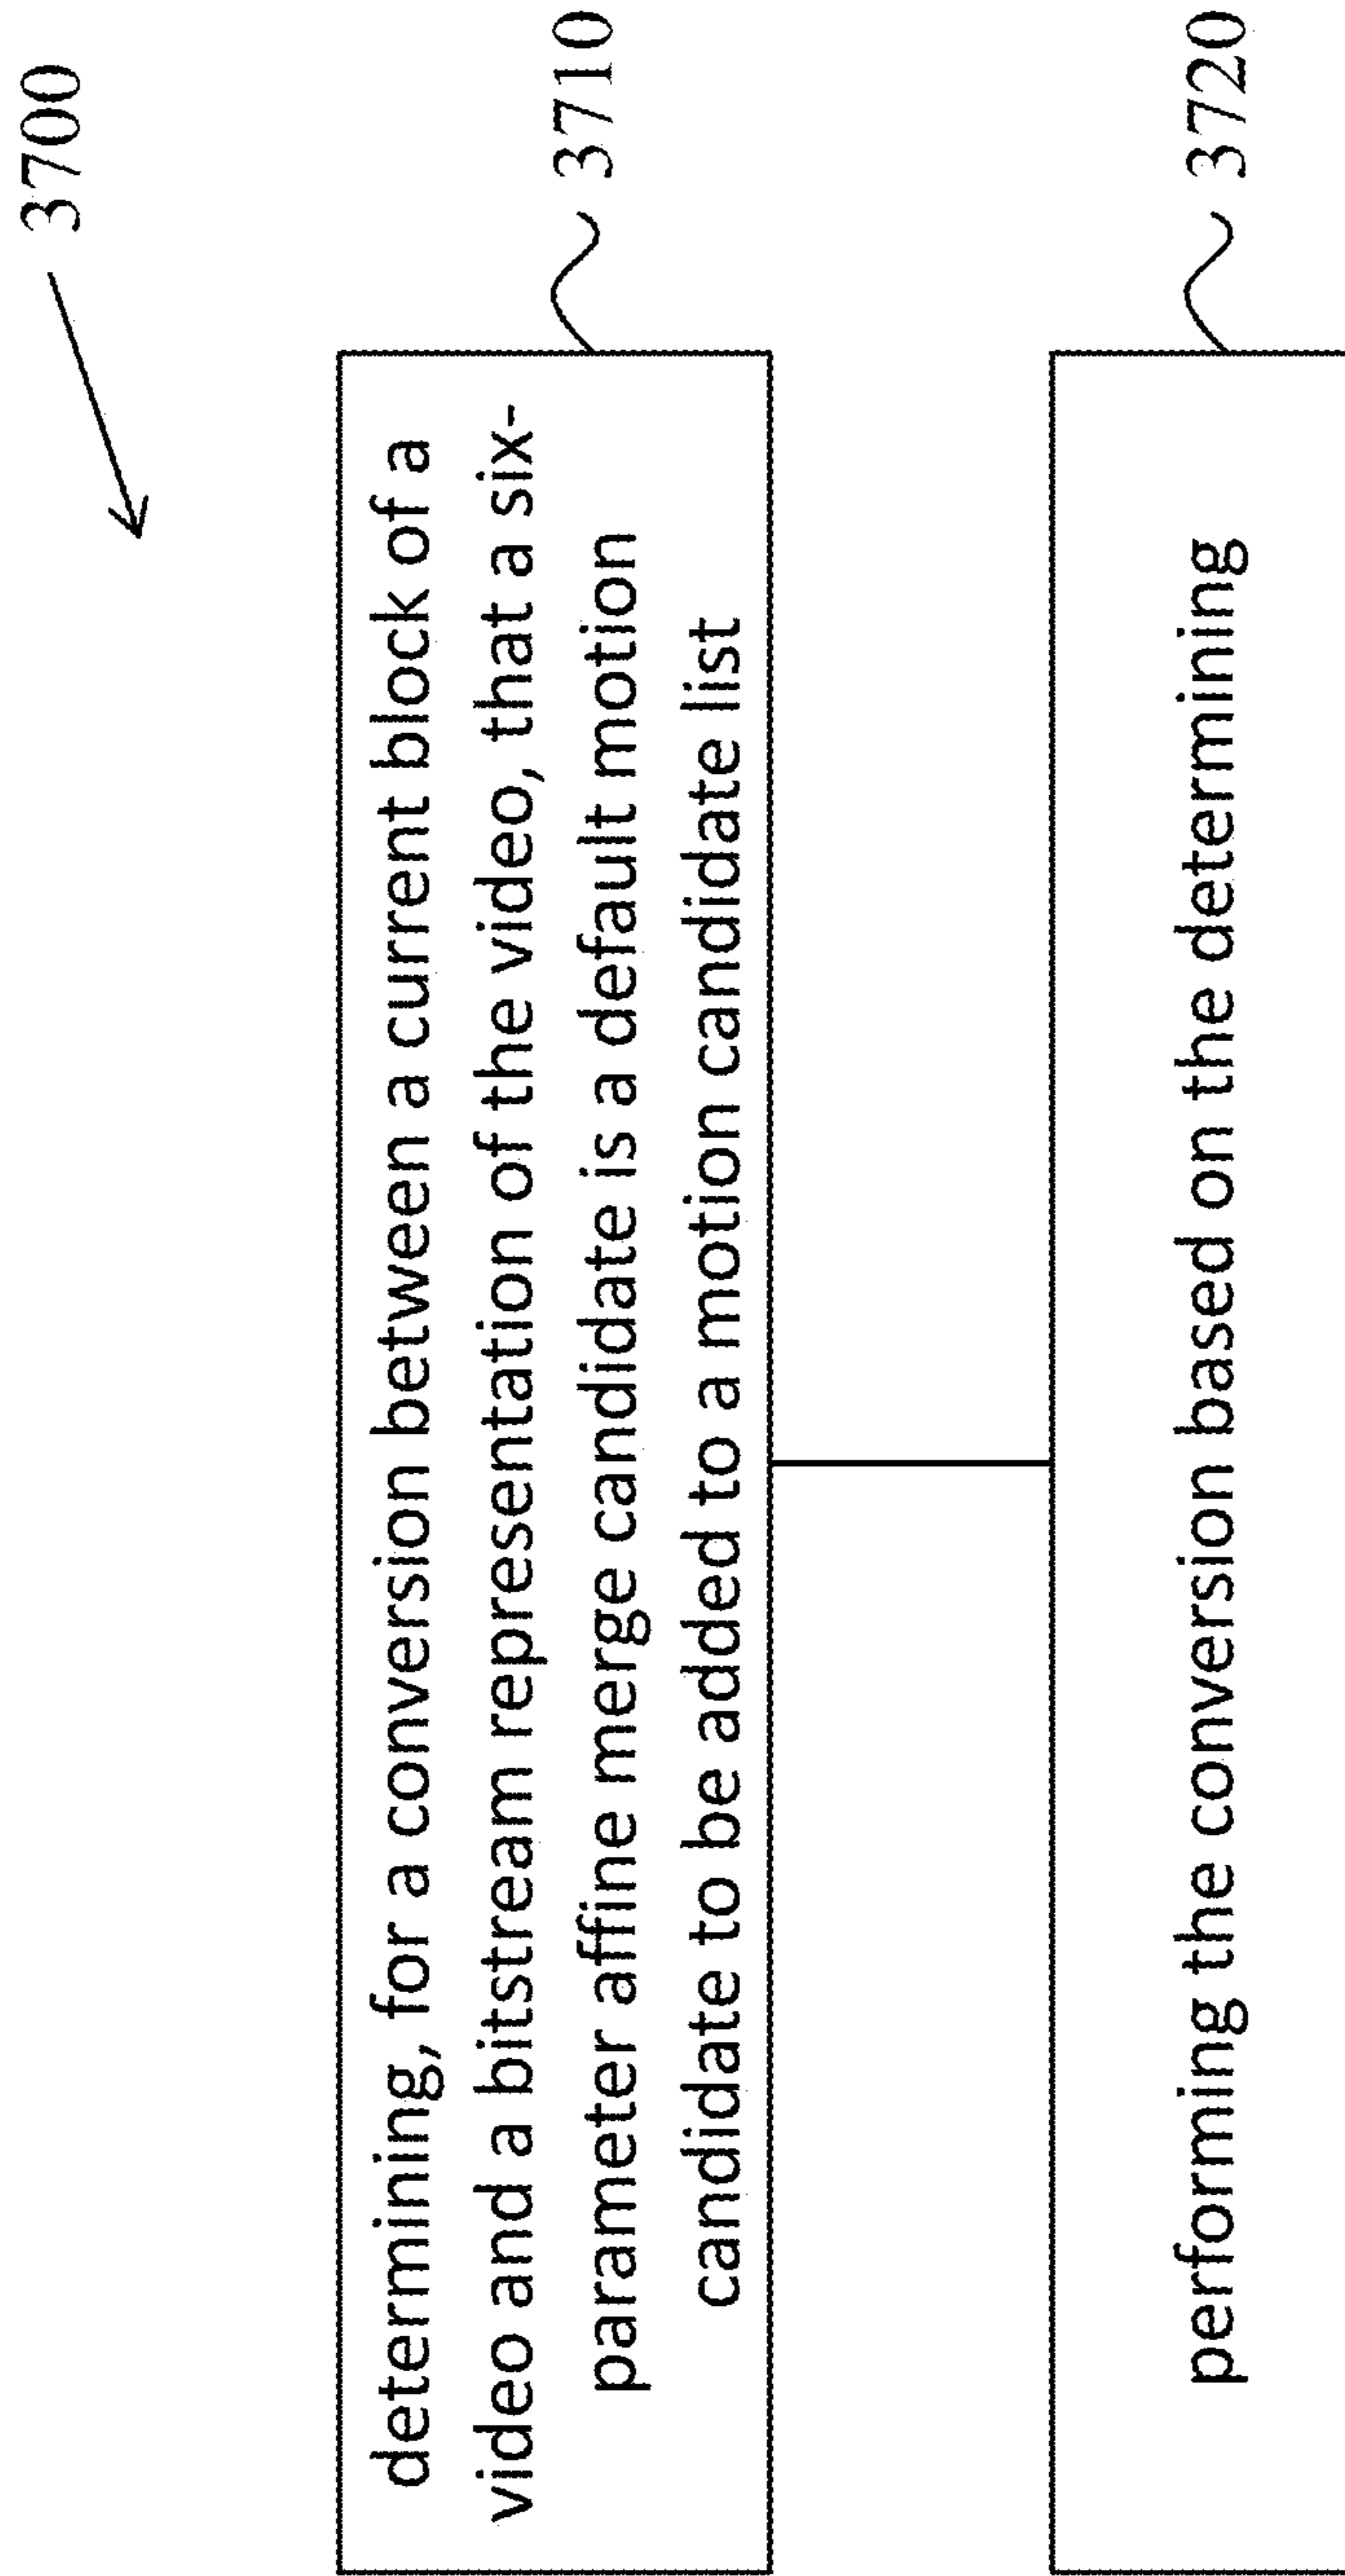 3700
determining, for a conversion between a current block of a
video and a bitstream representation of the video, that a six-
parameter affine merge candidate is a default motion
candidate to be added to a motion candidate list
3710
performing the conversion based on the determining
3720